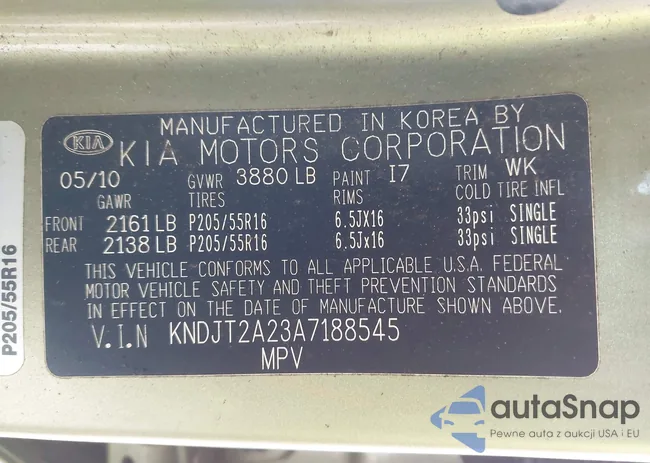 MANUFACTURED IN KOREA BY
KIA KIA MOTORS CORPORATION
05/10 GVWR 3880 LB PAINT I7 TRIM WK
GAWR TIRES RIMS COLD TIRE INFL
FRONT 2161 LB P205/55R16 6.5JX16 33psi SINGLE
REAR 2138 LB P205/55R16 6.5Jx16 33psi SINGLE
THIS VEHICLE CONFORMS TO ALL APPLICABLE U.S.A. FEDERAL
MOTOR VEHICLE SAFETY AND THEFT PREVENTION STANDARDS
IN EFFECT ON THE DATE OF MANUFACTURE SHOWN ABOVE.
V.I.N KNDJT2A23A7188545
MPV
P205/55R16
autaSnap
Pewne auta z aukcji USA i EU